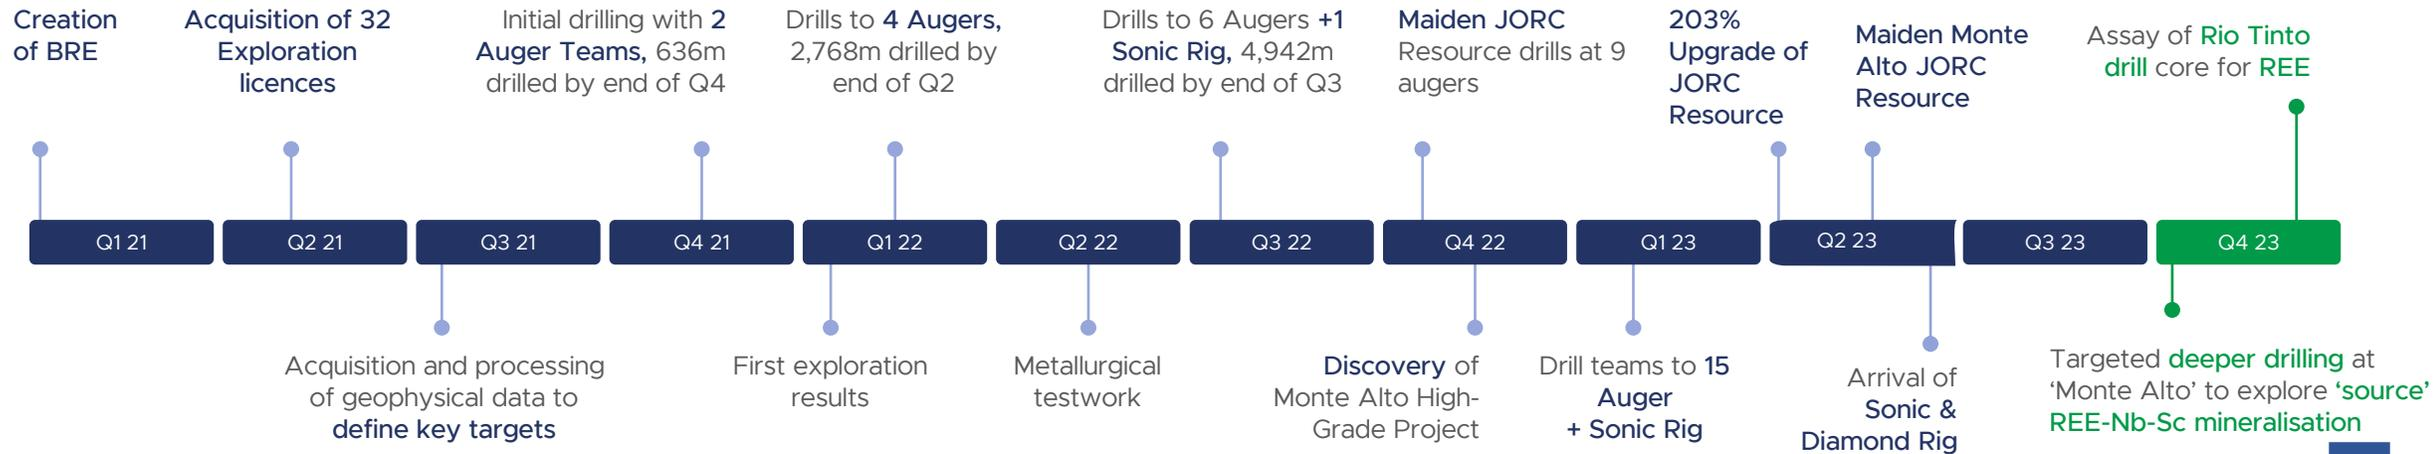 Creation
of BRE
Acquisition of 32
Exploration
licences
Initial drilling with 2
Auger Teams, 636m
drilled by end of Q4
Drills to 4 Augers,
2,768m drilled by
end of Q2
Drills to 6 Augers +1
Sonic Rig, 4,942m
drilled by end of Q3
Maiden JORC
Resource drills at 9
augers
203%
Upgrade of
JORC
Resource
Maiden Monte
Alto JORC
Resource
Assay of Rio Tinto
drill core for REE
Q1 21
Q2 21
Q3 21
Q4 21
Q1 22
Q2 22
Q3 22
Q4 22
Q1 23
Q2 23
Q3 23
Q4 23
Acquisition and processing
of geophysical data to
define key targets
First exploration
results
Metallurgical
testwork
Discovery of
Monte Alto High-
Grade Project
Drill teams to 15
Auger
+ Sonic Rig
Arrival of
Sonic &
Diamond Rig
Targeted deeper drilling at
‘Monte Alto’ to explore ‘source’
REE-Nb-Sc mineralisation